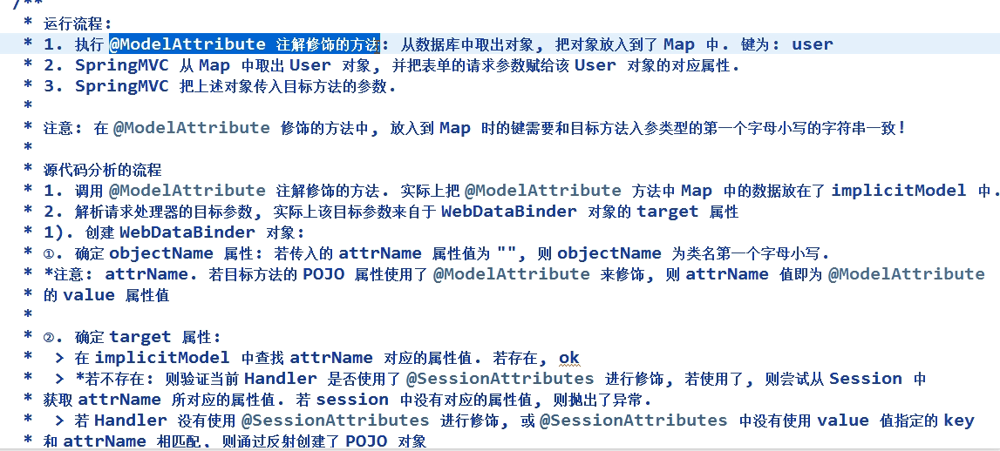 /**
* 运行流程:
* 1. 执行 @ModelAttribute 注解修饰的方法: 从数据库中取出对象, 把对象放入到了 Map 中. 键为: user
* 2. SpringMVC 从 Map 中取出 User 对象, 并把表单的请求参数赋给该 User 对象的对应属性.
* 3. SpringMVC 把上述对象传入目标方法的参数.
*
* 注意: 在 @ModelAttribute 修饰的方法中, 放入到 Map 时的键需要和目标方法入参类型的第一个字母小写的字符串一致!
*
* 源代码分析的流程
* 1. 调用 @ModelAttribute 注解修饰的方法. 实际上把 @ModelAttribute 方法中 Map 中的数据放在了 implicitModel 中.
* 2. 解析请求处理器的目标参数, 实际上该目标参数来自于 WebDataBinder 对象的 target 属性
* 1). 创建 WebDataBinder 对象:
* ①. 确定 objectName 属性: 若传入的 attrName 属性值为 "", 则 objectName 为类名第一个字母小写.
* *注意: attrName. 若目标方法的 POJO 属性使用了 @ModelAttribute 来修饰, 则 attrName 值即为 @ModelAttribute
* 的 value 属性值
*
* ②. 确定 target 属性:
* > 在 implicitModel 中查找 attrName 对应的属性值. 若存在, ok
* > *若不存在: 则验证当前 Handler 是否使用了 @SessionAttributes 进行修饰, 若使用了, 则尝试从 Session 中
* 获取 attrName 所对应的属性值. 若 session 中没有对应的属性值, 则抛出了异常.
* > 若 Handler 没有使用 @SessionAttributes 进行修饰, 或 @SessionAttributes 中没有使用 value 值指定的 key
* 和 attrName 相匹配, 则通过反射创建了 POJO 对象